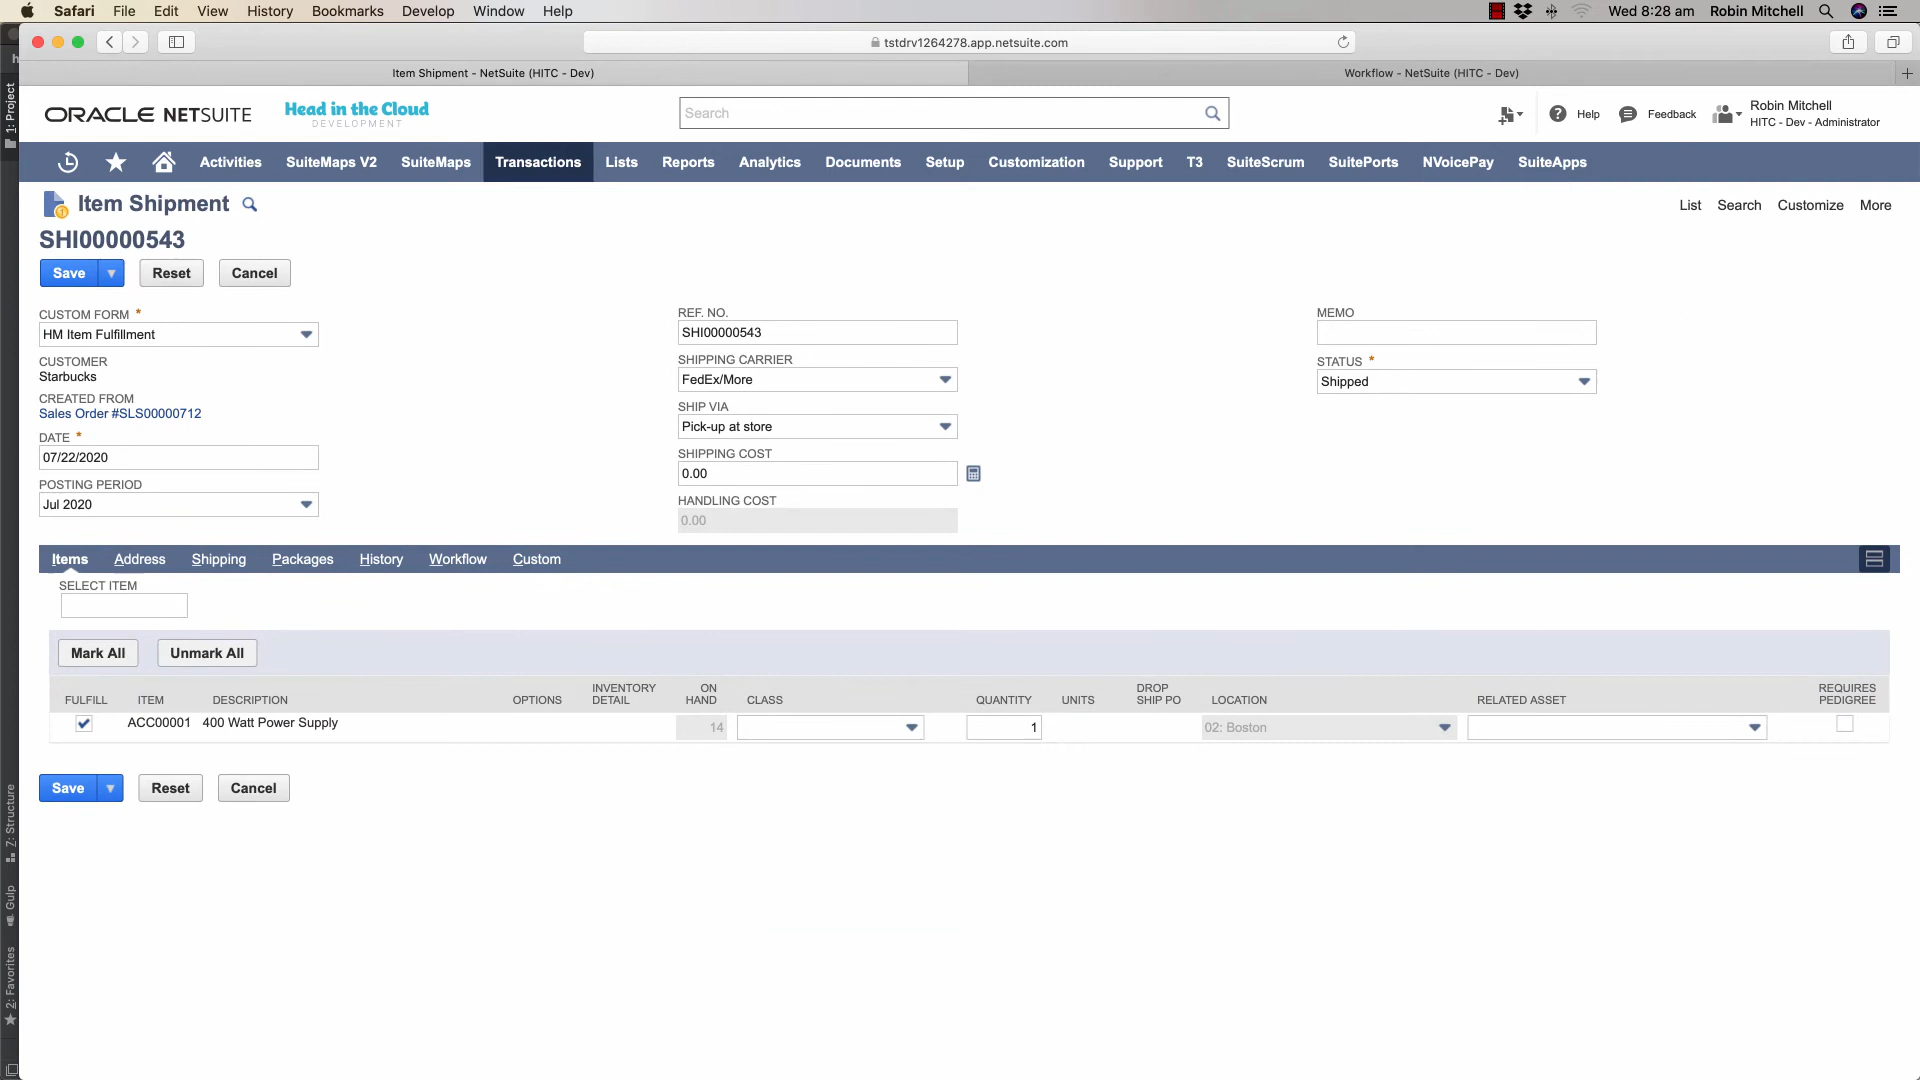 Safari File Edit View History Bookmarks Develop Window Help
Wed 8:28 am Robin Mitchell
tstdrv1264278.app.netsuite.com
Item Shipment - NetSuite (HITC - Dev)
Workflow - NetSuite (HITC - Dev)
1: Project
ORACLE NETSUITE
Head in the Cloud
DEVELOPMENT
Search
Help
Feedback
Robin Mitchell
HITC - Dev - Administrator
Activities SuiteMaps V2 SuiteMaps Transactions Lists Reports Analytics Documents Setup Customization Support T3 SuiteScrum SuitePorts NVoicePay SuiteApps
Item Shipment
List Search Customize More
SHI00000543
Save Reset Cancel
CUSTOM FORM *
HM Item Fulfillment
CUSTOMER
Starbucks
CREATED FROM
Sales Order #SLS00000712
DATE *
07/22/2020
POSTING PERIOD
Jul 2020
REF. NO.
SHI00000543
SHIPPING CARRIER
FedEx/More
SHIP VIA
Pick-up at store
SHIPPING COST
0.00
HANDLING COST
0.00
MEMO
STATUS *
Shipped
Items Address Shipping Packages History Workflow Custom
SELECT ITEM
Mark All Unmark All
FULFILL ITEM DESCRIPTION OPTIONS INVENTORY DETAIL ON HAND CLASS QUANTITY UNITS DROP SHIP PO LOCATION RELATED ASSET REQUIRES PEDIGREE
ACC00001 400 Watt Power Supply 14 1 02: Boston
Save Reset Cancel
Z: Structure
Gulp
2: Favorites